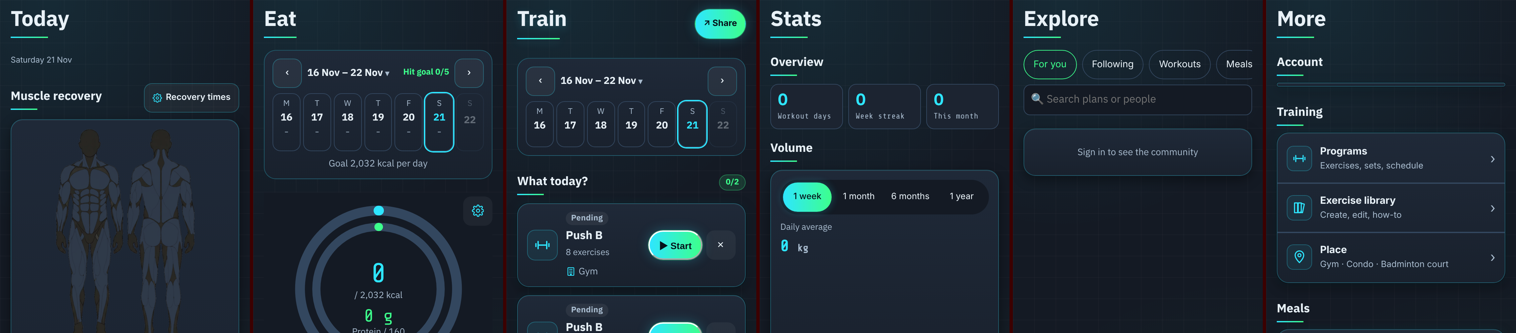 Today
Saturday 21 Nov
Muscle recovery
Recovery times
Eat
‹
16 Nov – 22 Nov ▾
Hit goal 0/5
›
M T W T F S S
16 17 18 19 20 21 22
- - - - - -
Goal 2,032 kcal per day
0
/ 2,032 kcal
0 g
Protein / 160
Train
↗ Share
‹
16 Nov – 22 Nov ▾
›
M T W T F S S
16 17 18 19 20 21 22
What today?
0/2
Pending
Push B
8 exercises
Gym
▶ Start
×
Pending
Push B
Stats
Overview
0
Workout days
0
Week streak
0
This month
Volume
1 week 1 month 6 months 1 year
Daily average
0 kg
Explore
For you Following Workouts Meals
Search plans or people
Sign in to see the community
More
Account
Training
Programs
Exercises, sets, schedule
›
Exercise library
Create, edit, how-to
›
Place
Gym · Condo · Badminton court
›
Meals